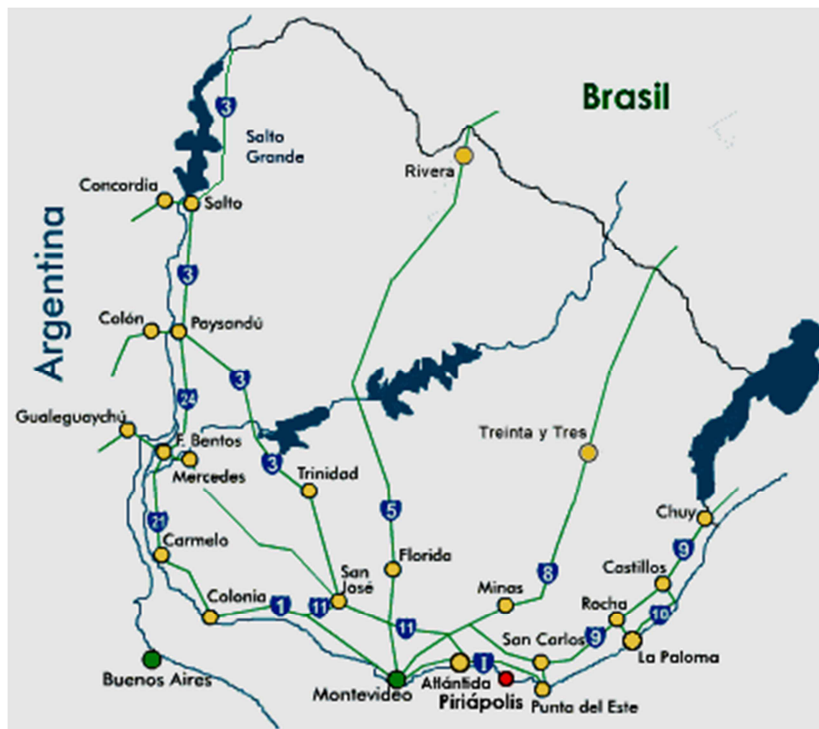 Brasil
3
Salto
Grande
Rivera
Concordia
Salto
Argentina
3
Colón
Paysandú
3
24
Gualeguaychú
F. Bentos
Mercedes
Treinta y Tres
3
Trinidad
5
21
Chuy
Carmelo
Florida
9
Castillos
8
San
José
Minas
Colonia
1
11
Rocha
10
11
San Carlos
9
La Paloma
1
Buenos Aires
Montevideo
Atlántida
Piriápolis
Punta del Este